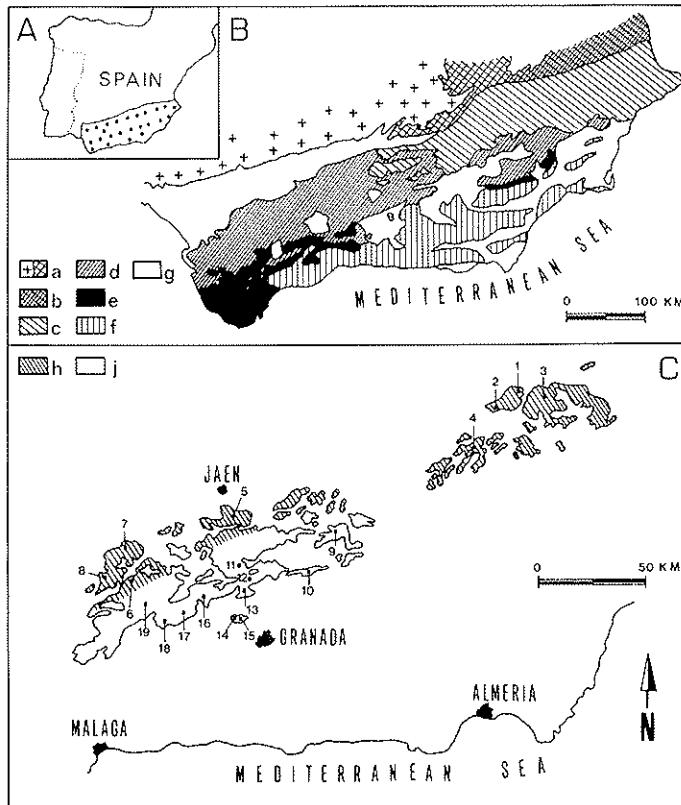 A
SPAIN
B
a d g
b e
c f
MEDITERRANEAN SEA
0 100 KM
h j
C
1
2
3
4
JAEN
5
7
8
6
9
11
12
10
13
16
17
18
19
14 15
GRANADA
0 50 KM
ALMERIA
MALAGA
N
MEDITERRANEAN SEA